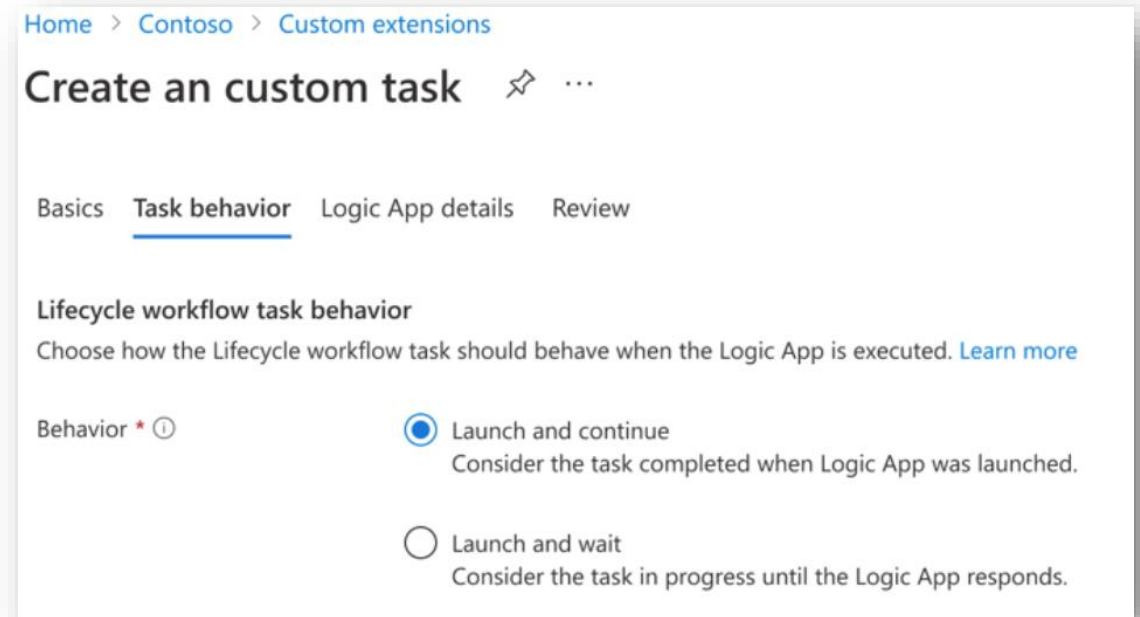 Home > Contoso > Custom extensions
Create an custom task ...
Basics Task behavior Logic App details Review
Lifecycle workflow task behavior
Choose how the Lifecycle workflow task should behave when the Logic App is executed. Learn more
Behavior *
Launch and continue
Consider the task completed when Logic App was launched.
Launch and wait
Consider the task in progress until the Logic App responds.